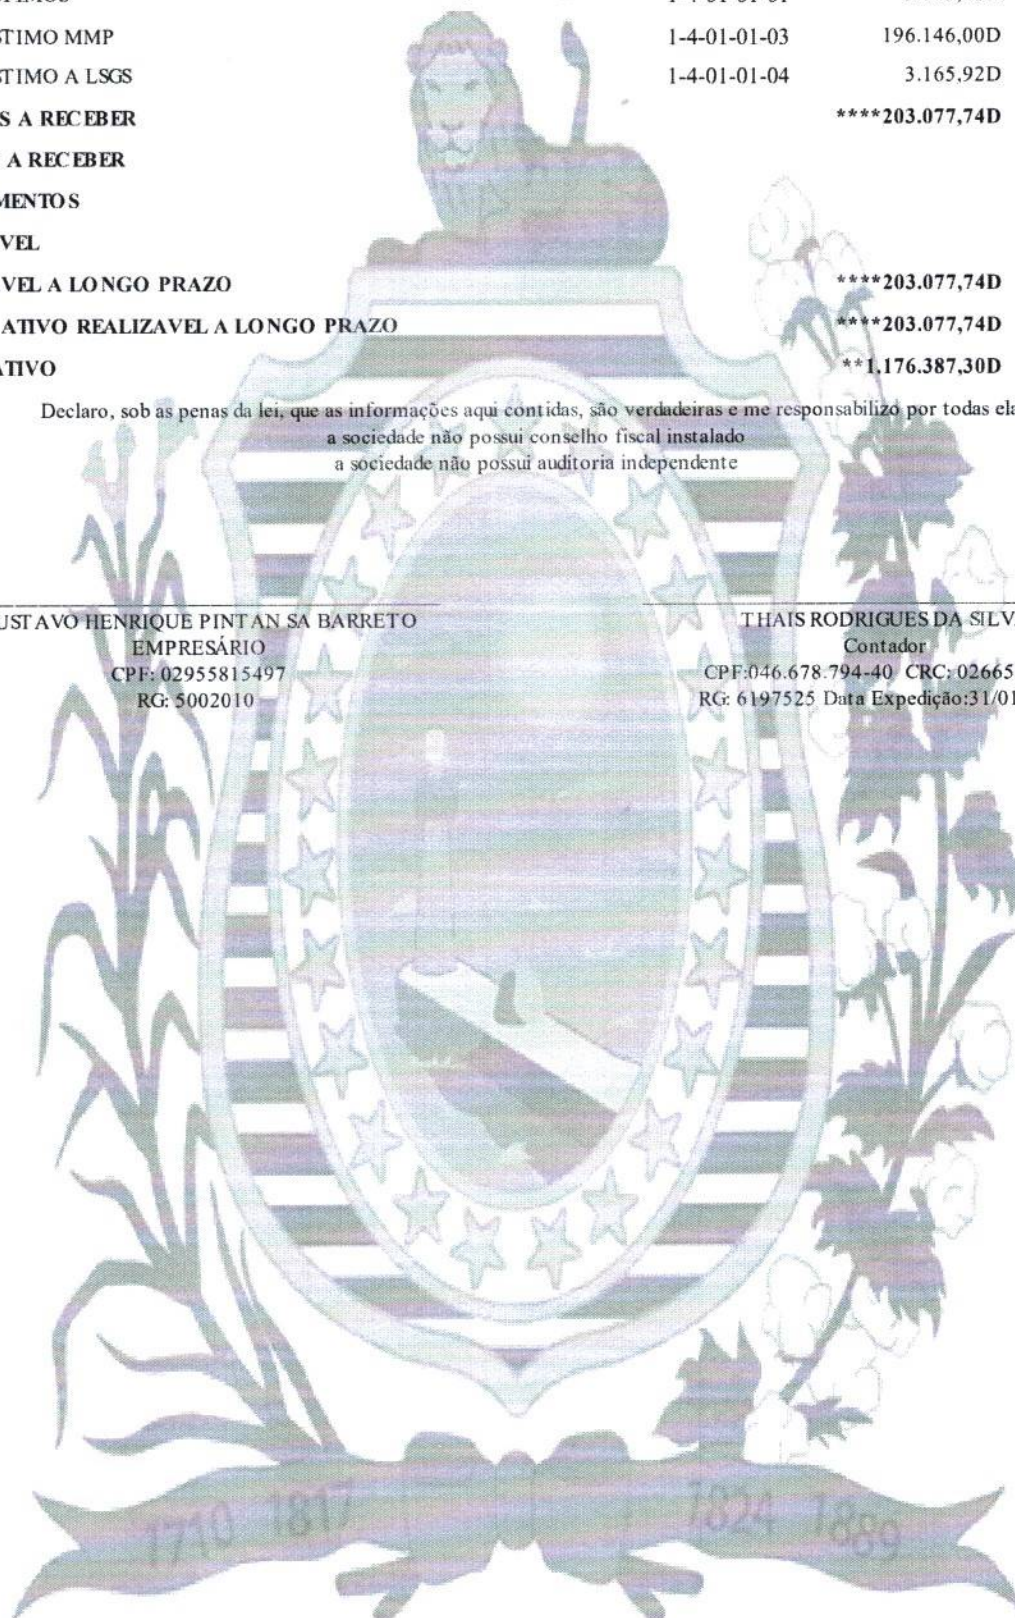 STIMO MMP 1-4-01-01-03 196.146,00D
STIMO A LSGS 1-4-01-01-04 3.165,92D
S A RECEBER ****203.077,74D
A RECEBER
MENTOS
VEL
VEL A LONGO PRAZO ****203.077,74D
ATIVO REALIZAVEL A LONGO PRAZO ****203.077,74D
ATIVO **1.176.387,30D
Declaro, sob as penas da lei, que as informações aqui contidas, são verdadeiras e me responsabilizo por todas ela
a sociedade não possui conselho fiscal instalado
a sociedade não possui auditoria independente
USTAVO HENRIQUE PINTAN SA BARRETO
EMPRESÁRIO
CPF: 02955815497
RG: 5002010
THAIS RODRIGUES DA SILV
Contador
CPF:046.678.794-40 CRC: 02665
RG: 6197525 Data Expedição:31/01
1710 1817 1824 1889